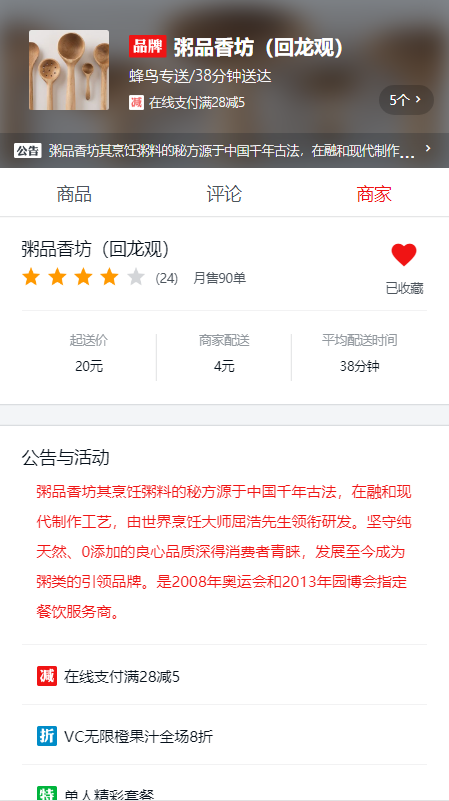 品牌 粥品香坊（回龙观）
蜂鸟专送/38分钟送达
减 在线支付满28减5
5个 >
公告 粥品香坊其烹饪粥料的秘方源于中国千年古法，在融和现代制作... >
商品 评论 商家
粥品香坊（回龙观）
(24) 月售90单
已收藏
起送价 商家配送 平均配送时间
20元 4元 38分钟
公告与活动
粥品香坊其烹饪粥料的秘方源于中国千年古法，在融和现
代制作工艺，由世界烹饪大师屈浩先生领衔研发。坚守纯
天然、0添加的良心品质深得消费者青睐，发展至今成为
粥类的引领品牌。是2008年奥运会和2013年园博会指定
餐饮服务商。
减 在线支付满28减5
折 VC无限橙果汁全场8折
特 单人精彩套餐